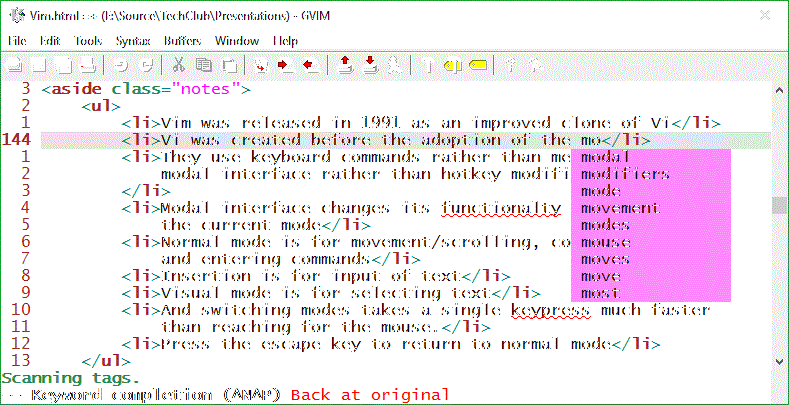 Vim.html + (E:\Source\TechClub\Presentations) - GVIM
File Edit Tools Syntax Buffers Window Help
3 <aside class="notes">
2 <ul>
1 <li>Vim was released in 1991 as an improved clone of Vi</li>
144 <li>Vi was created before the adoption of the mo</li>
1 <li>They use keyboard commands rather than me modal
2 modal interface rather than hotkey modifi modifiers
3 </li> mode
4 <li>Modal interface changes its functionalty movement
5 the current mode</li> modes
6 <li>Normal mode is for movement/scrolling, co mouse
7 and entering commands</li> moves
8 <li>Insertion is for input of text</li> move
9 <li>Visual mode is for selecting text</li> most
10 <li>And switching modes takes a single keypress much faster
11 than reaching for the mouse.</li>
12 <li>Press the escape key to return to normal mode</li>
13 </ul>
Scanning tags.
-- Keyword completion (^N^P) Back at original